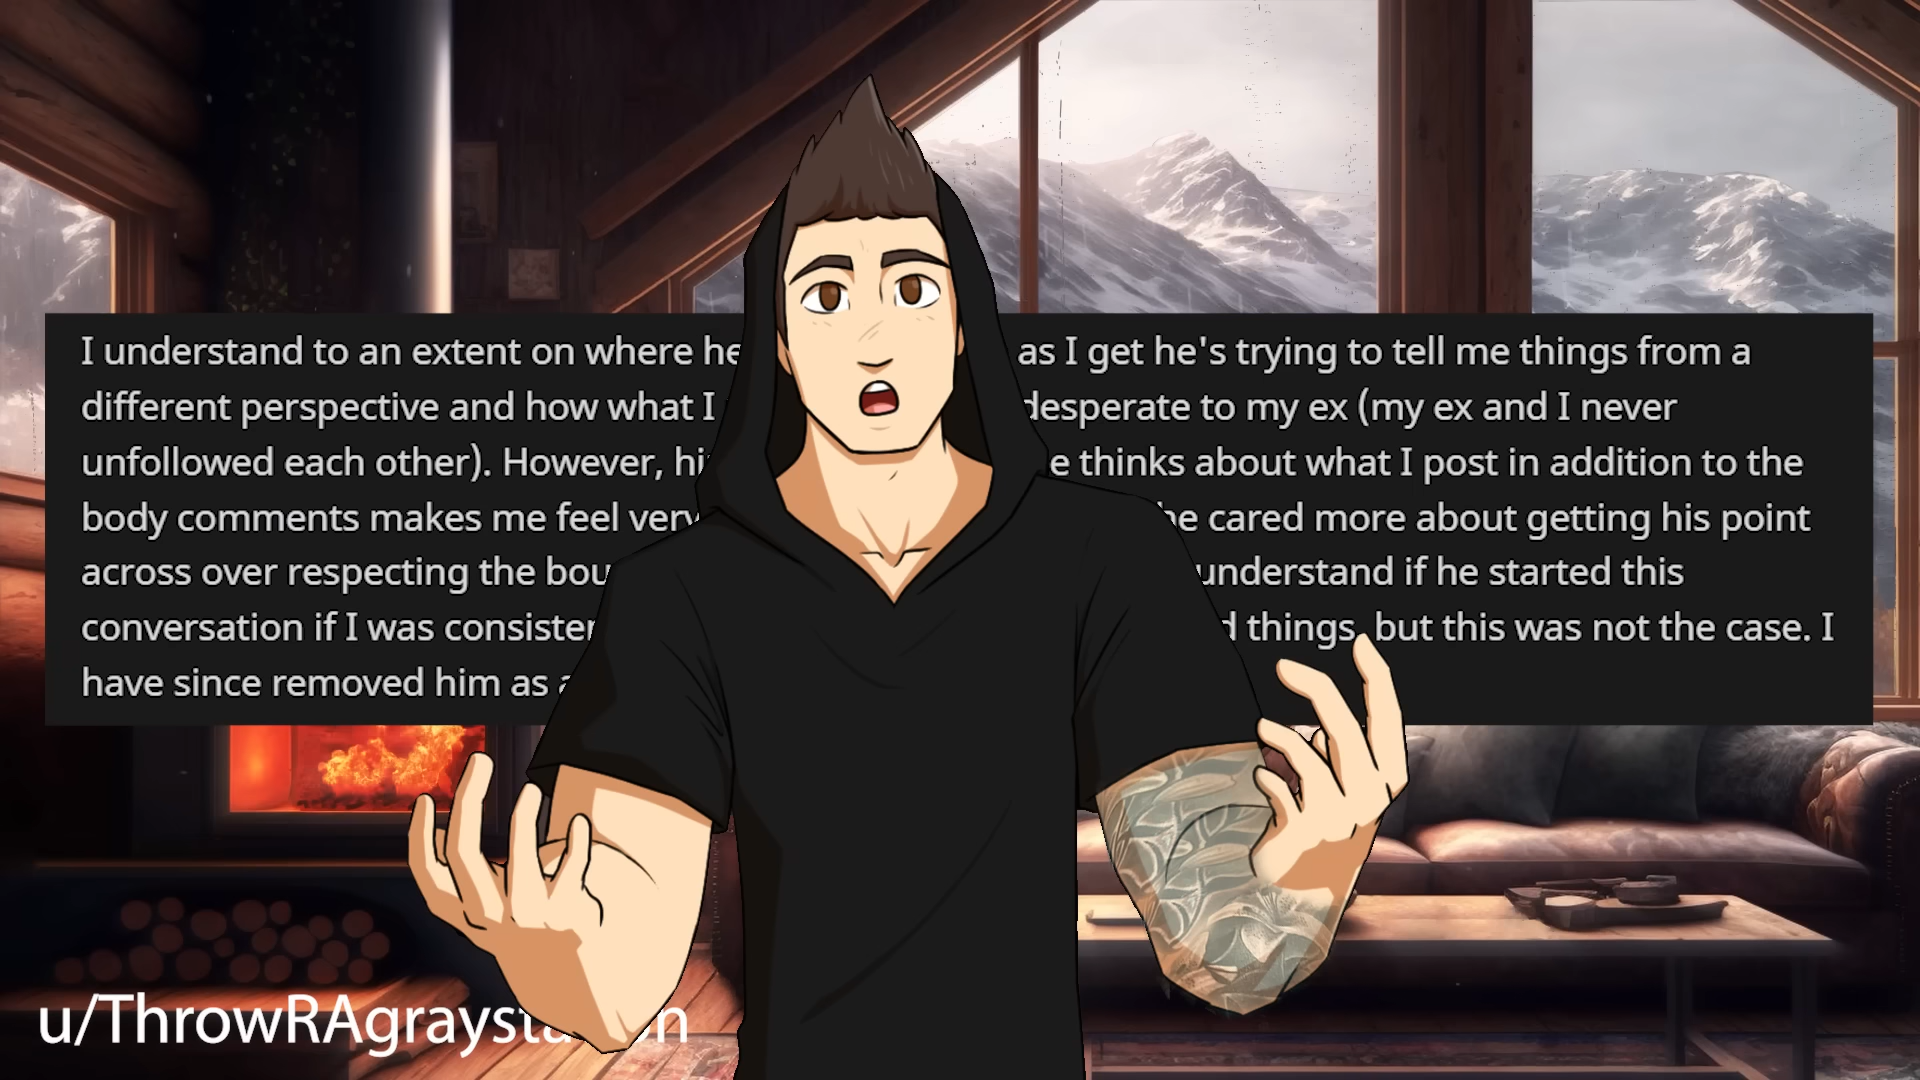 I understand to an extent on where he as I get he's trying to tell me things from a
different perspective and how what I desperate to my ex (my ex and I never
unfollowed each other). However, thinks about what I post in addition to the
body comments makes me feel very he cared more about getting his point
across over respecting the understand if he started this
conversation if I was things, but this was not the case. I
have since removed him as